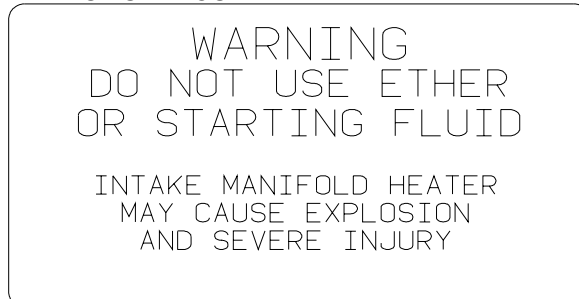 WARNING
DO NOT USE ETHER
OR STARTING FLUID
INTAKE MANIFOLD HEATER
MAY CAUSE EXPLOSION
AND SEVERE INJURY